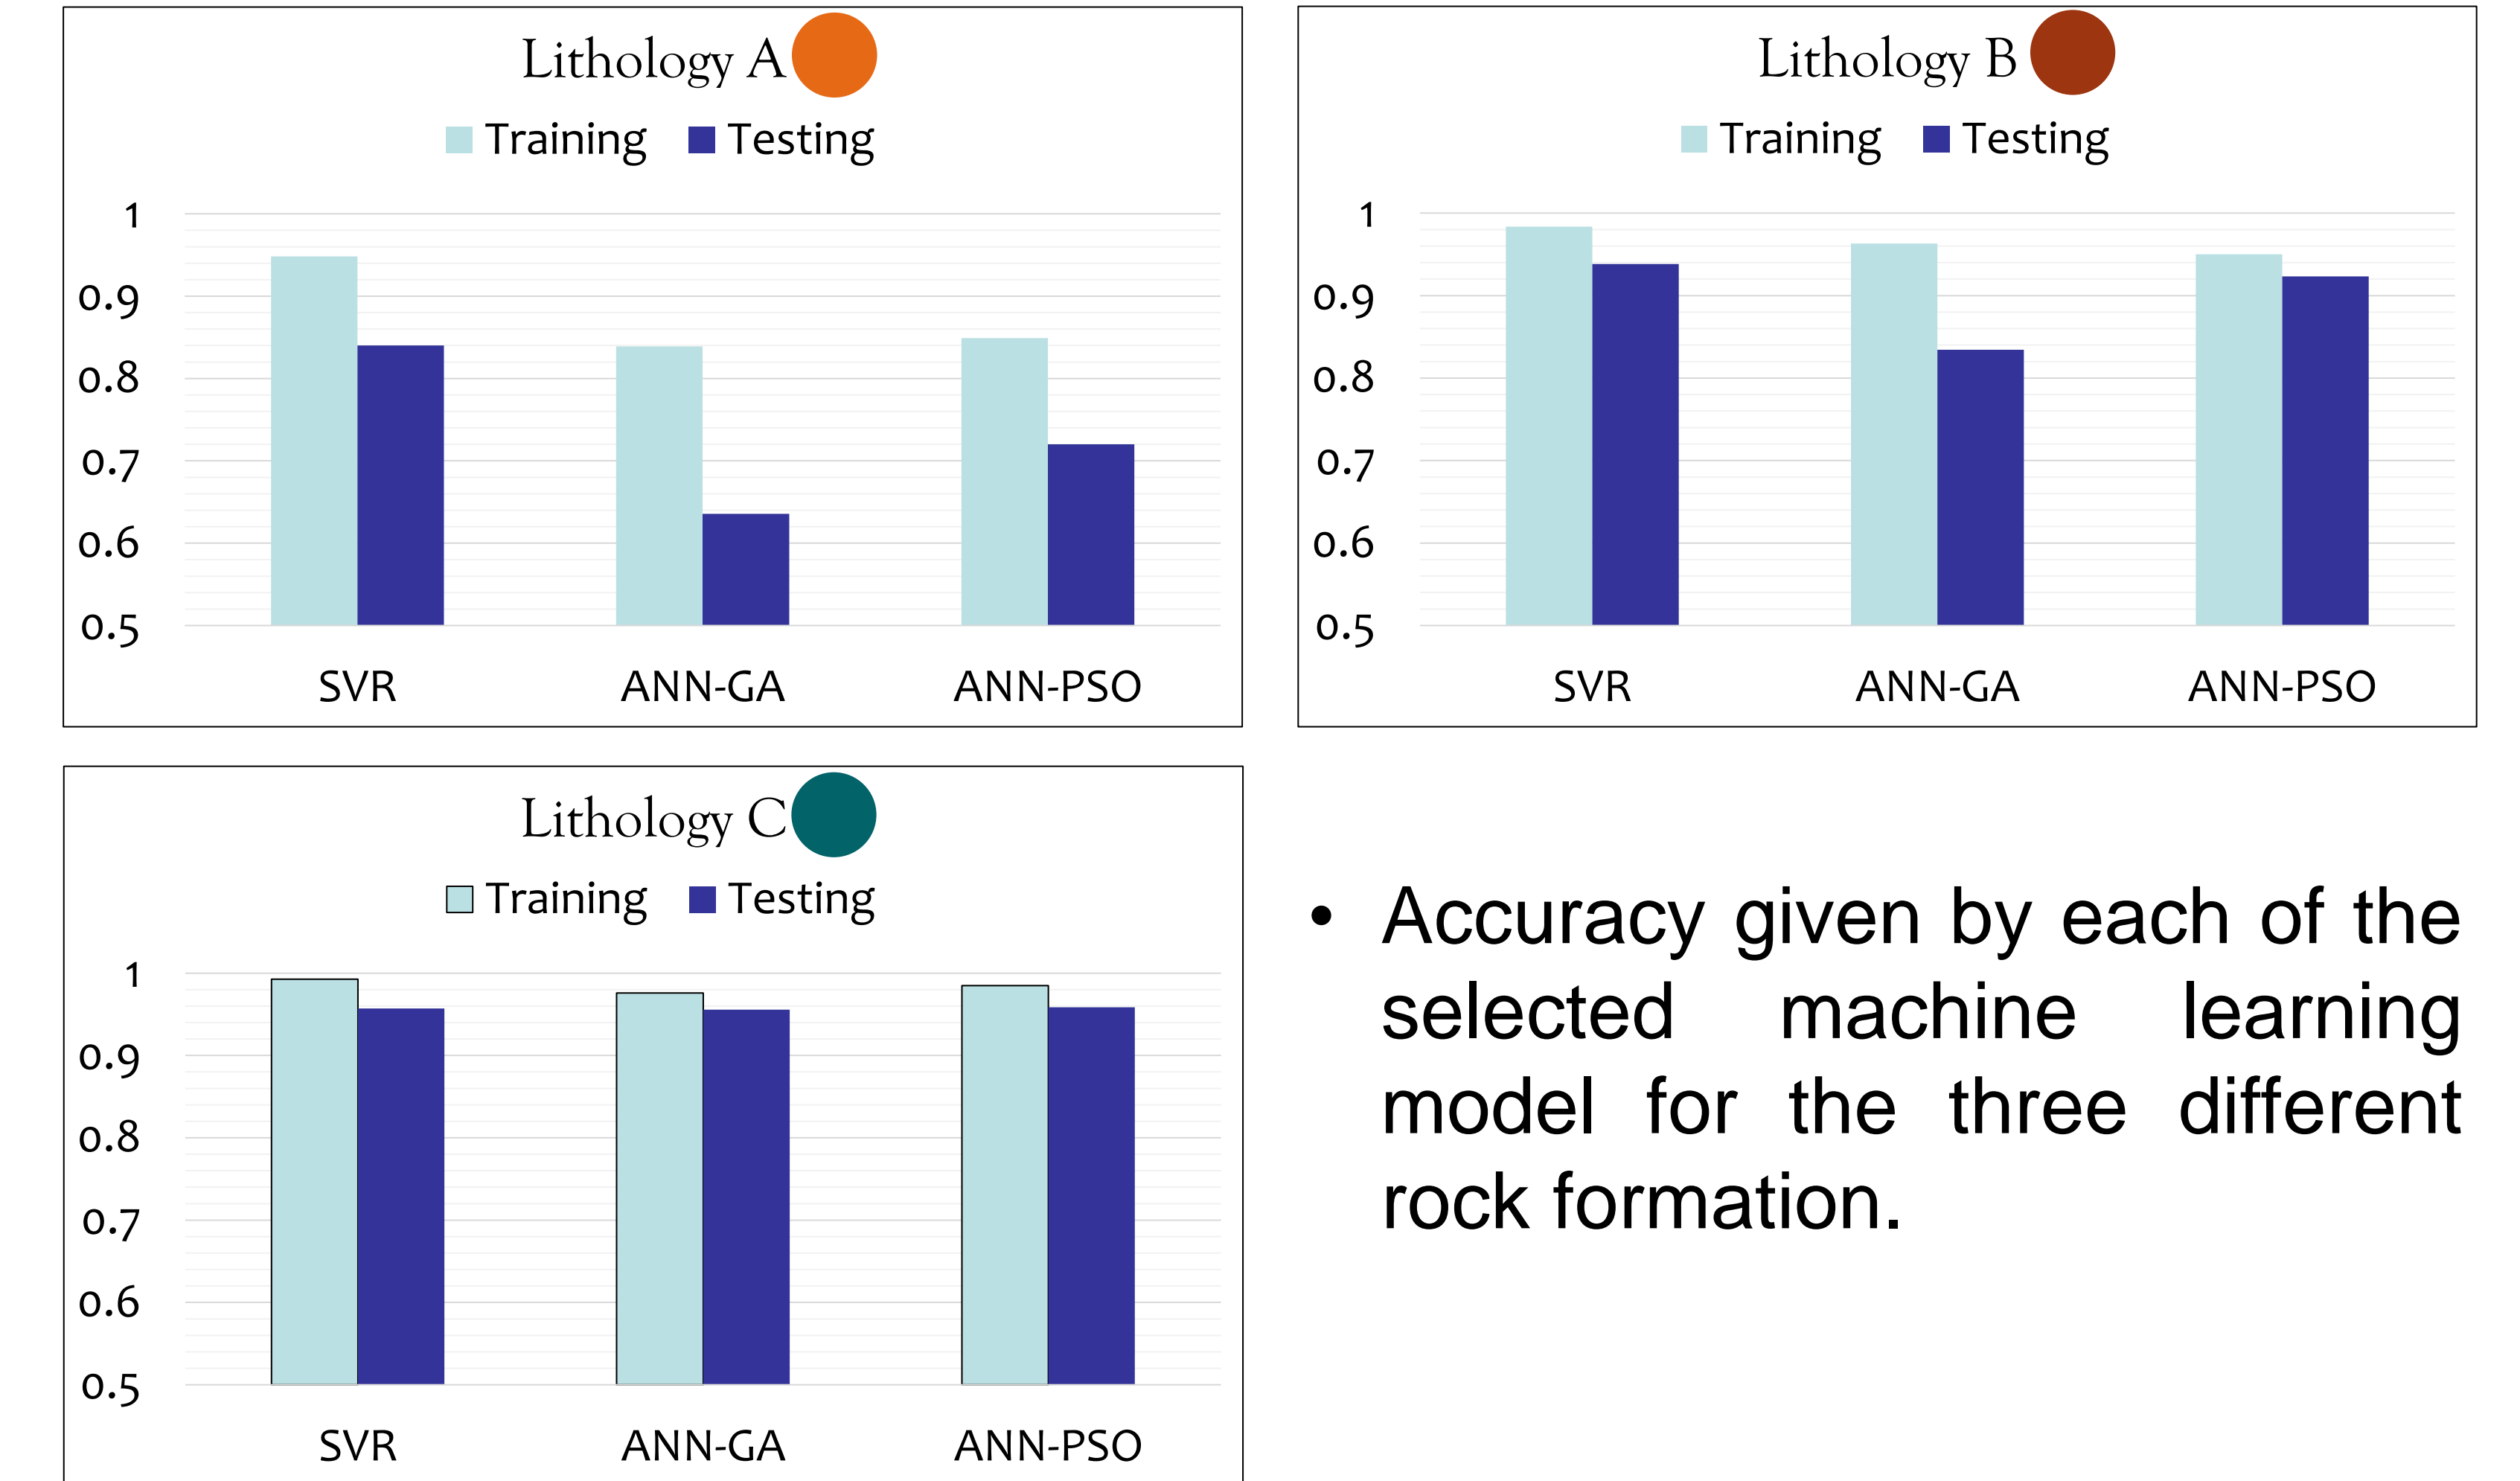 Lithology A
Training Testing
1
0.9
0.8
0.7
0.6
0.5
SVR ANN-GA ANN-PSO
Lithology B
Training Testing
1
0.9
0.8
0.7
0.6
0.5
SVR ANN-GA ANN-PSO
Lithology C
Training Testing
1
0.9
0.8
0.7
0.6
0.5
SVR ANN-GA ANN-PSO
• Accuracy given by each of the
selected machine learning
model for the three different
rock formation.